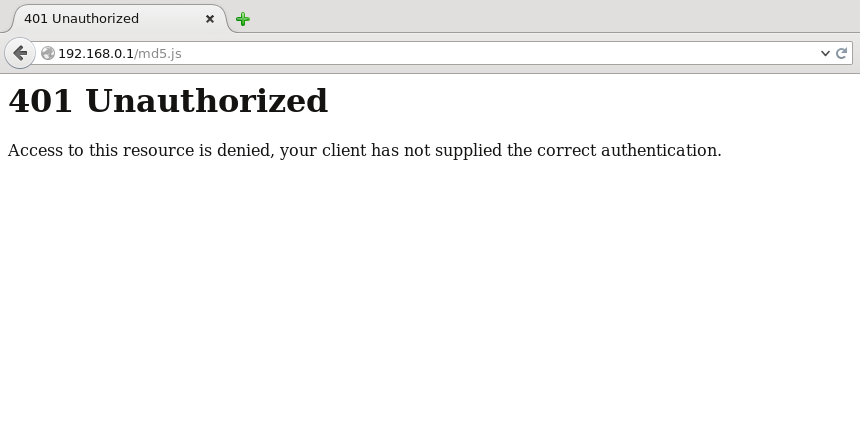 401 Unauthorized
192.168.0.1/md5.js
401 Unauthorized
Access to this resource is denied, your client has not supplied the correct authentication.